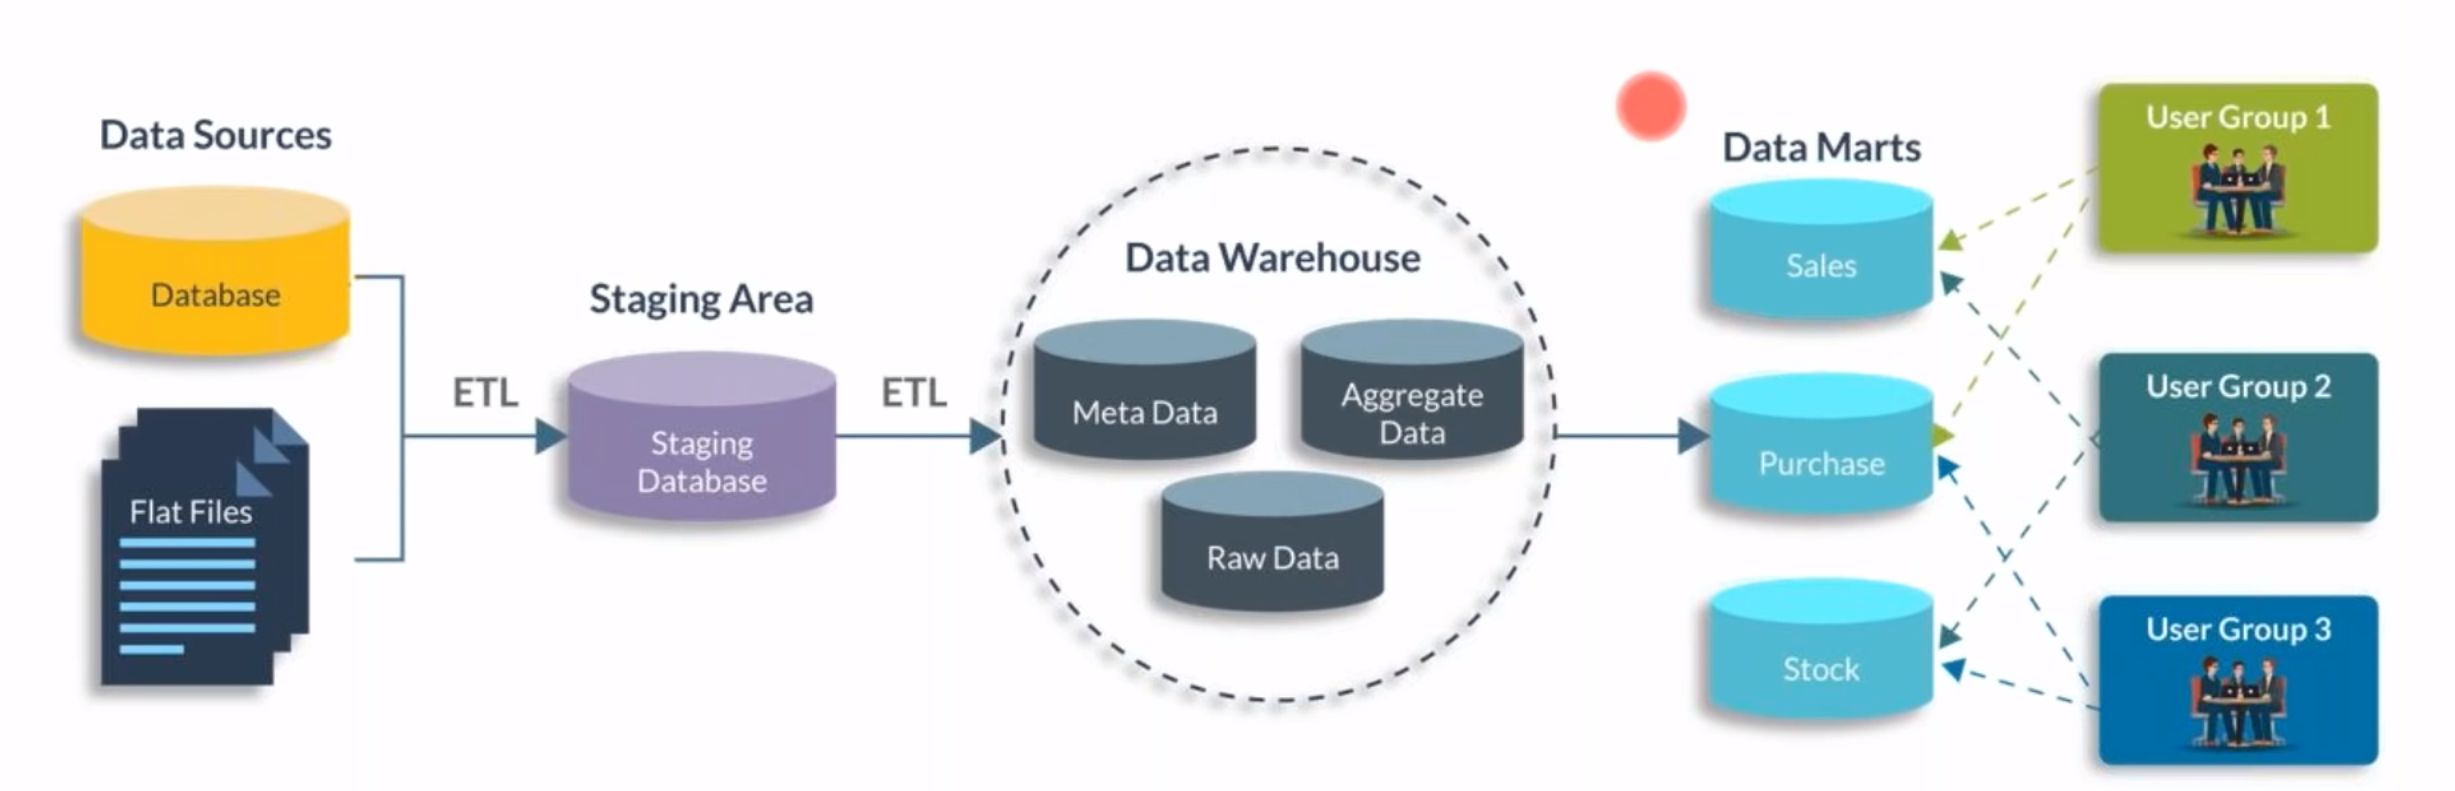 Data Sources
Database
Flat Files
ETL
Staging Area
Staging
Database
ETL
Data Warehouse
Meta Data
Aggregate
Data
Raw Data
Data Marts
Sales
Purchase
Stock
User Group 1
User Group 2
User Group 3